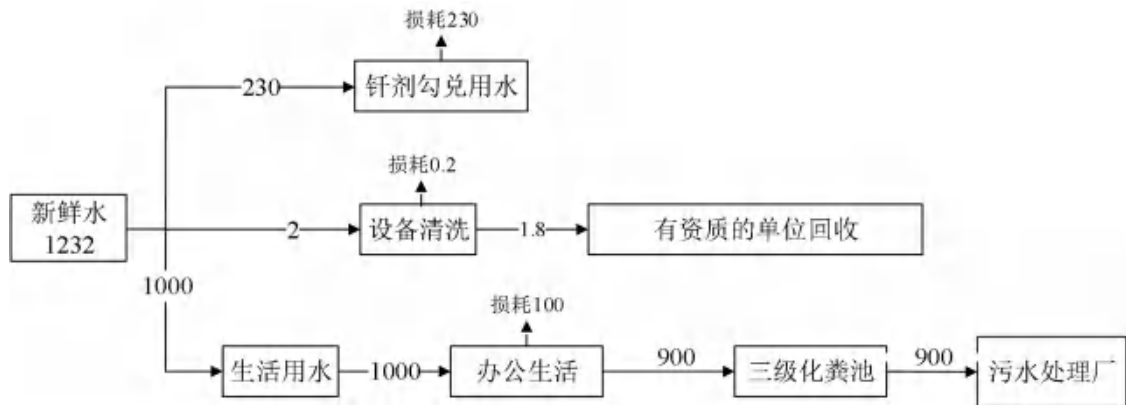 损耗230
230
钎剂勾兑用水
损耗0.2
新鲜水
1232
2
设备清洗
1.8
有资质的单位回收
1000
损耗100
生活用水
1000
办公生活
900
三级化粪池
900
污水处理厂